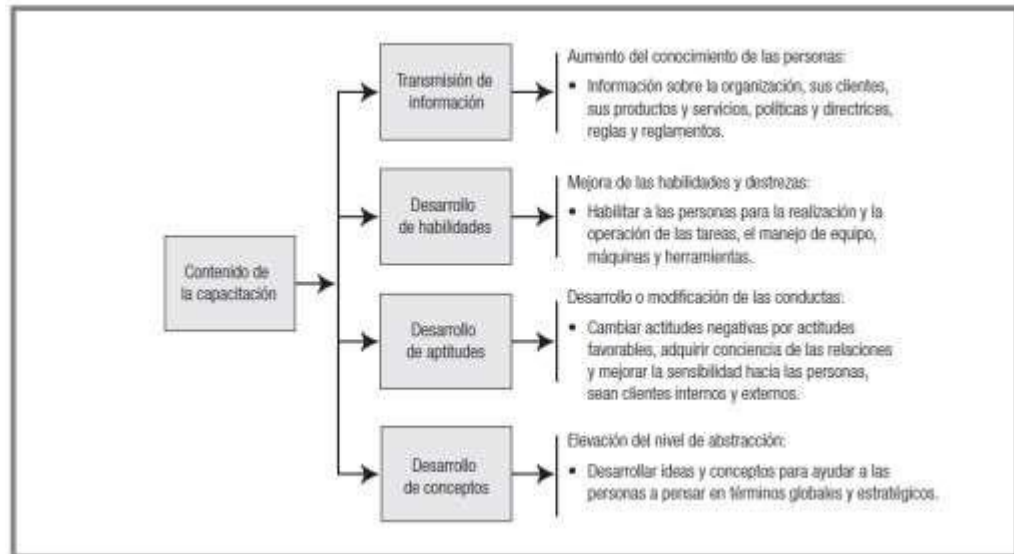 Contenido de
la capacitación
Transmisión de
información
Aumento del conocimiento de las personas:
• Información sobre la organización, sus clientes,
sus productos y servicios, políticas y directrices,
reglas y reglamentos.
Desarrollo
de habilidades
Mejora de las habilidades y destrezas:
• Habilitar a las personas para la realización y la
operación de las tareas, el manejo de equipo,
máquinas y herramientas.
Desarrollo
de aptitudes
Desarrollo o modificación de las conductas:
• Cambiar actitudes negativas por actitudes
favorables, adquirir conciencia de las relaciones
y mejorar la sensibilidad hacia las personas,
sean clientes internos y externos.
Desarrollo
de conceptos
Elevación del nivel de abstracción:
• Desarrollar ideas y conceptos para ayudar a las
personas a pensar en términos globales y estratégicos.